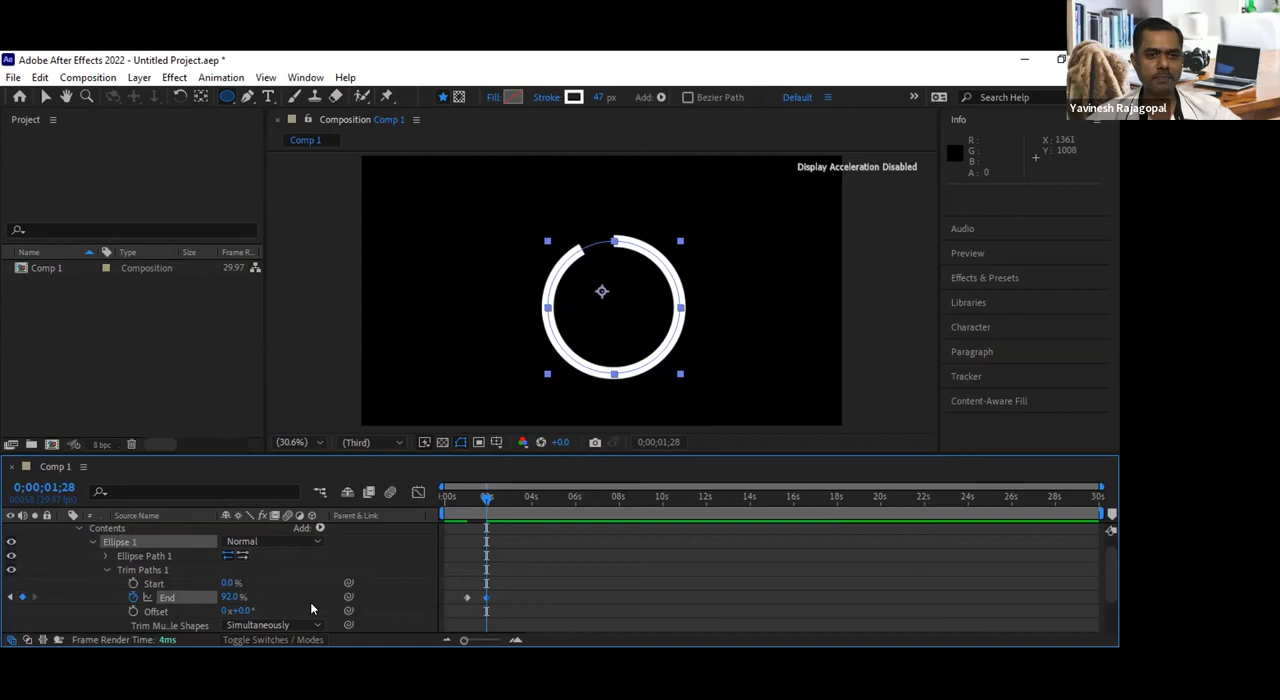 Adobe After Effects 2022 - Untitled Project.aep *
Yavinesh Rajagopal
File Edit Composition Layer Effect Animation View Window Help
Fill: Stroke: 47 px Add: Bezier Path Default Search Help
Project
Composition Comp 1
Info
Comp 1
R :
G :
B :
A : 0
X : 1361
Y : 1008
Display Acceleration Disabled
Audio
Name Type Size Frame R...
Preview
Comp 1 Composition 29.97
Effects & Presets
Libraries
Character
Paragraph
Tracker
Content-Aware Fill
8 bpc
(30.6%) (Third) +0.0 0;00;01;28
Comp 1
0;00;01;28
00058 (29.97 fps)
:00s 04s 06s 08s 10s 12s 14s 16s 18s 20s 22s 24s 26s 28s 30s
# Source Name fx Parent & Link
Contents Add:
Ellipse 1 Normal
Ellipse Path 1
Trim Paths 1
Start 0.0 %
End 92.0 %
Offset 0 x+0.0 °
Trim Mu...le Shapes Simultaneously
Frame Render Time: 4ms Toggle Switches / Modes